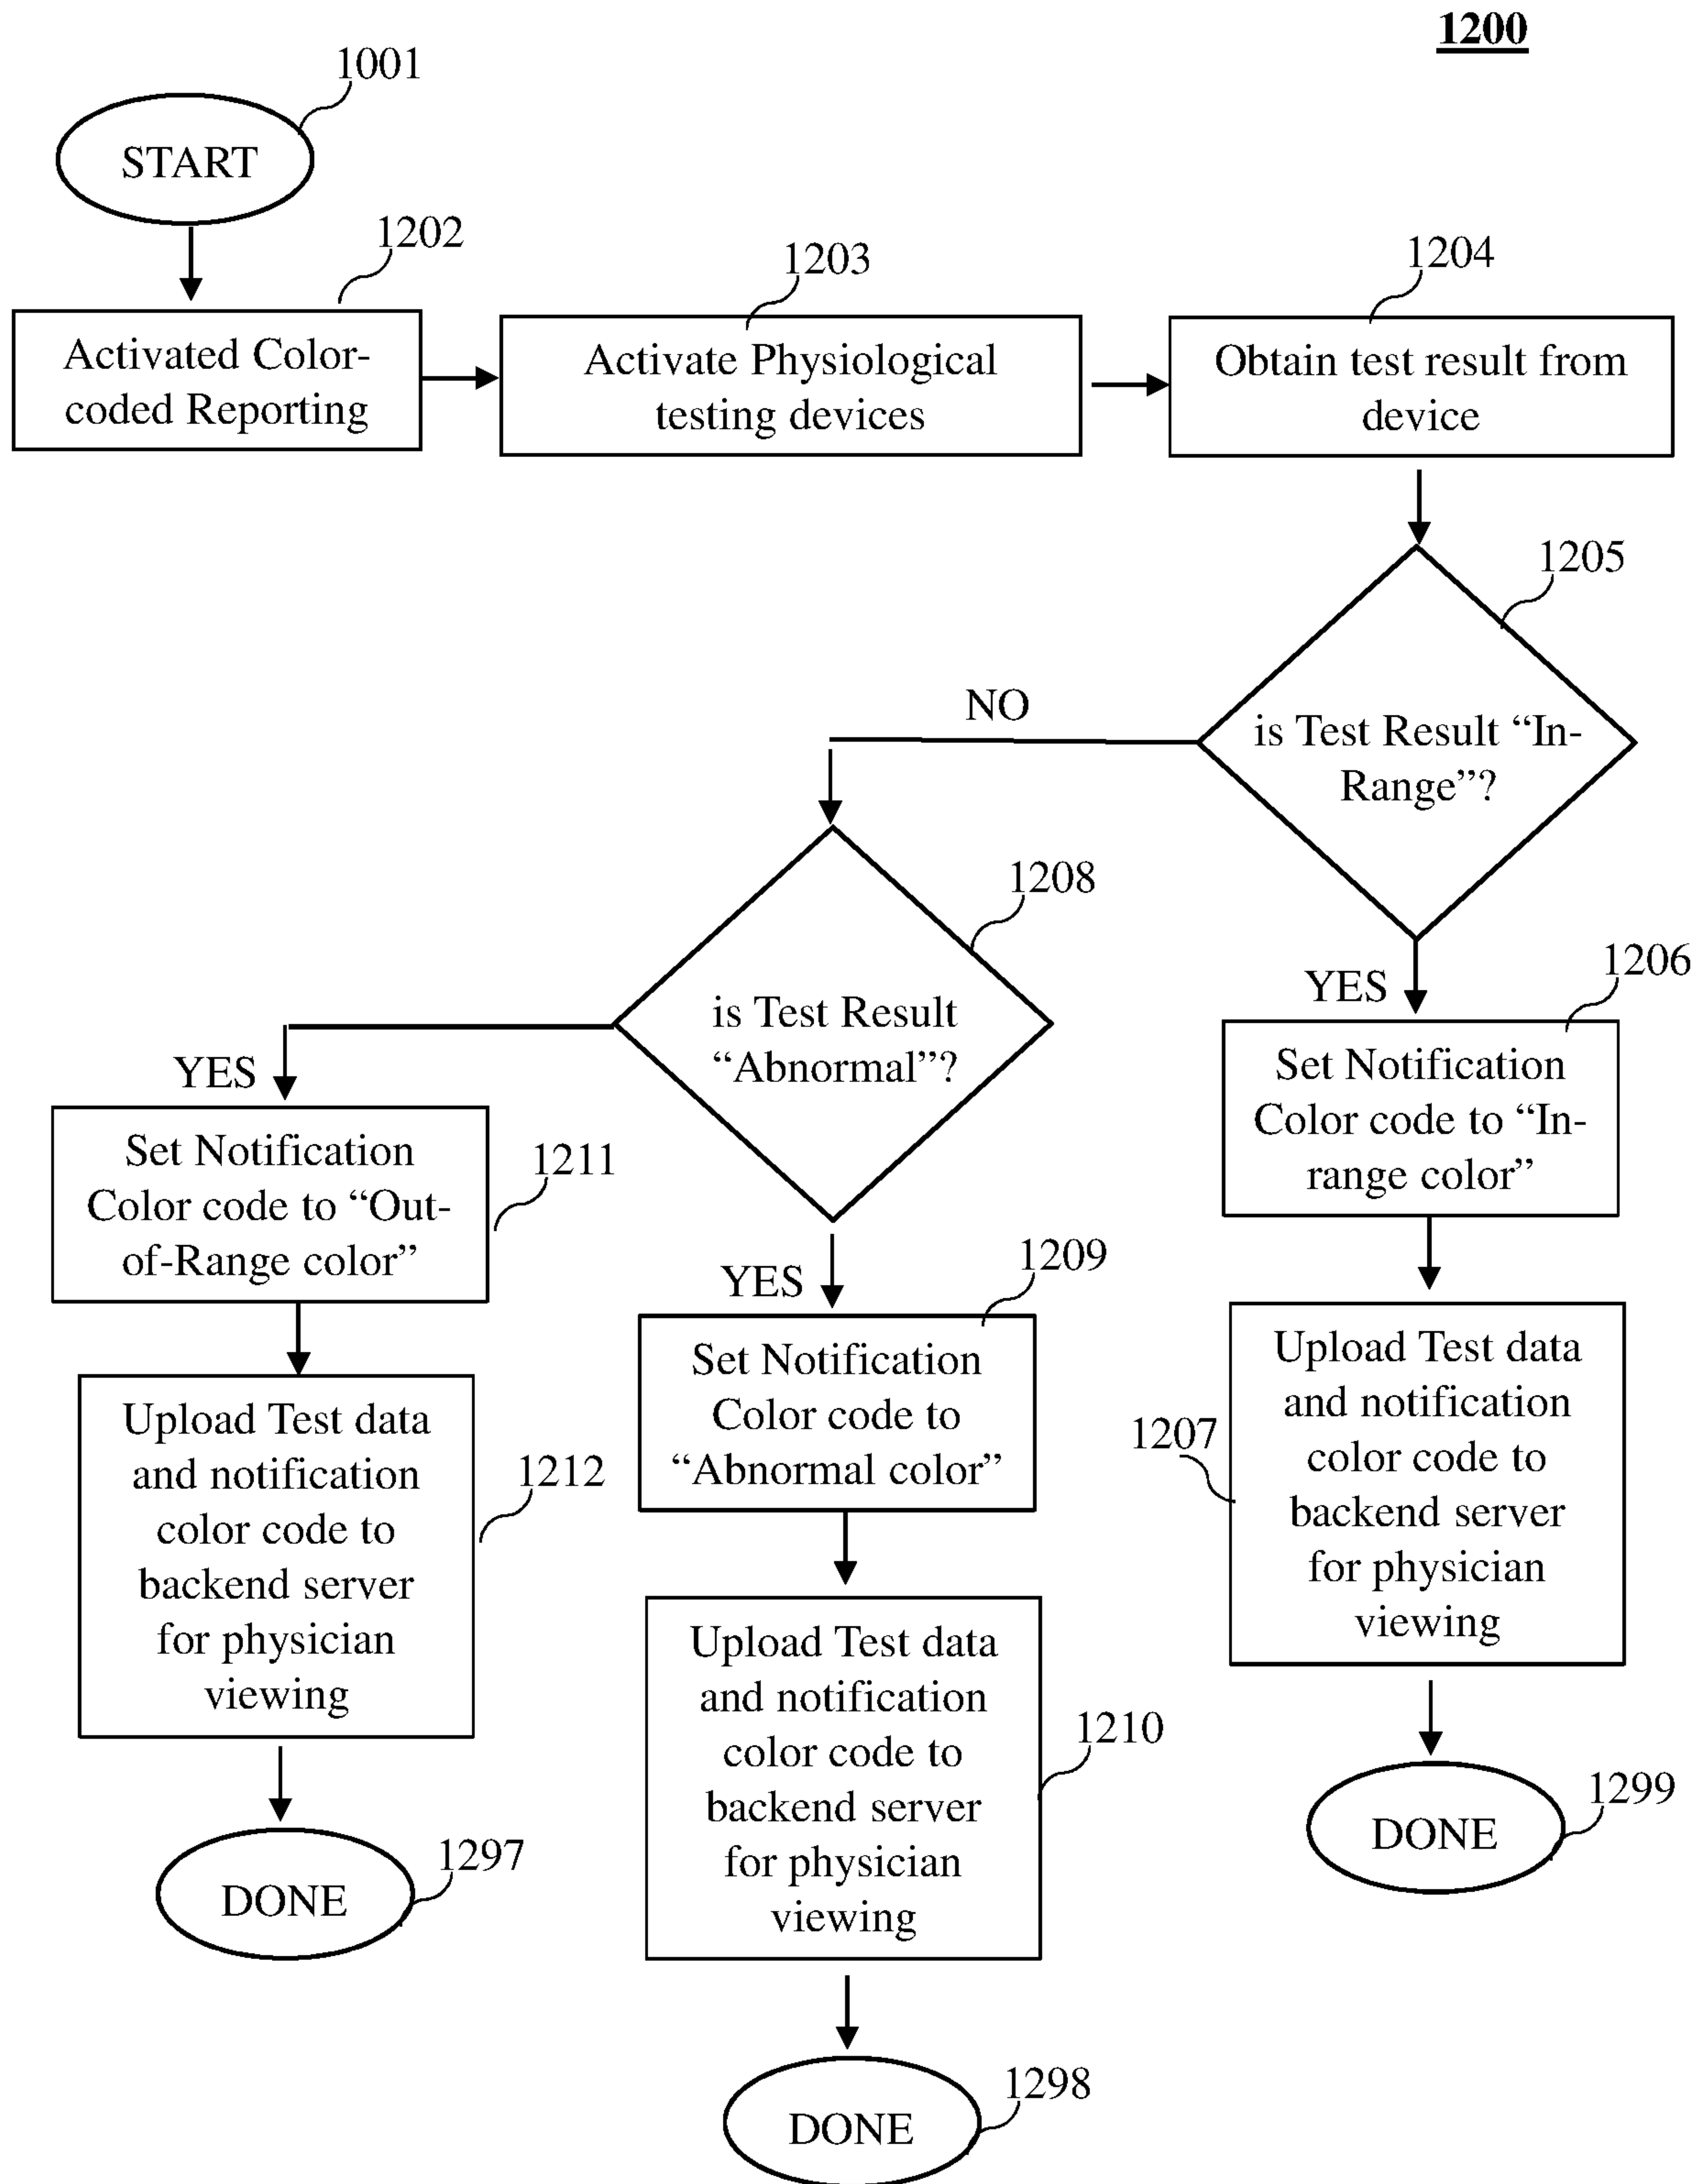 1200
1001
START
1202
Activated Color-
coded Reporting
1203
Activate Physiological
testing devices
1204
Obtain test result from
device
1205
is Test Result “In-
Range”?
NO
YES
1206
Set Notification
Color code to “In-
range color”
1207
Upload Test data
and notification
color code to
backend server
for physician
viewing
1299
DONE
1208
is Test Result
“Abnormal”?
YES
1209
Set Notification
Color code to
“Abnormal color”
1210
Upload Test data
and notification
color code to
backend server
for physician
viewing
1298
DONE
YES
1211
Set Notification
Color code to “Out-
of-Range color”
1212
Upload Test data
and notification
color code to
backend server
for physician
viewing
1297
DONE